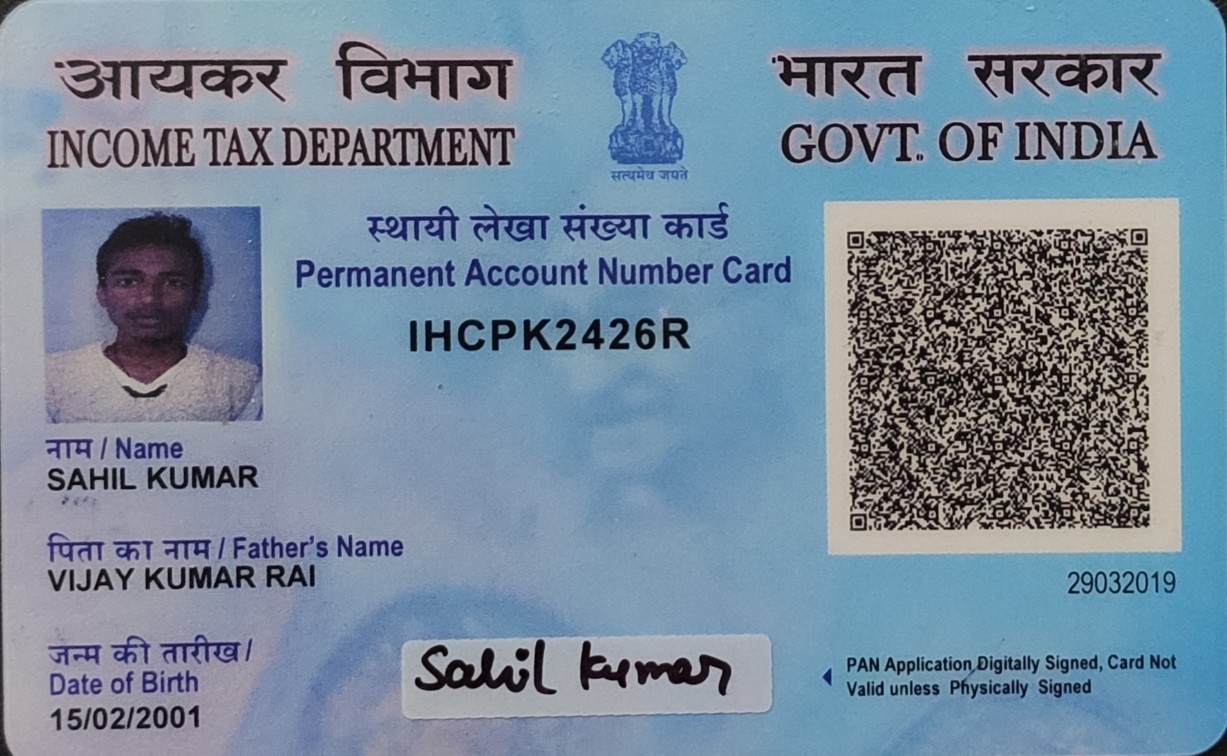 आयकर विभाग
INCOME TAX DEPARTMENT
सत्यमेव जयते
भारत सरकार
GOVT. OF INDIA
स्थायी लेखा संख्या कार्ड
Permanent Account Number Card
IHCPK2426R
नाम / Name
SAHIL KUMAR
पिता का नाम / Father's Name
VIJAY KUMAR RAI
29032019
जन्म की तारीख/
Date of Birth
15/02/2001
Sahil kumar
PAN Application Digitally Signed, Card Not
Valid unless Physically Signed